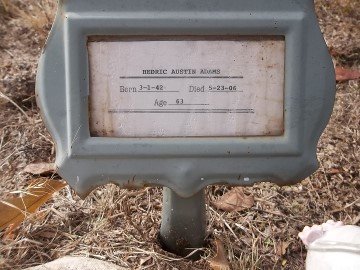 HEDRIC AUSTIN ADAMS
Born 3-1-42 Died 5-23-06
Age 63